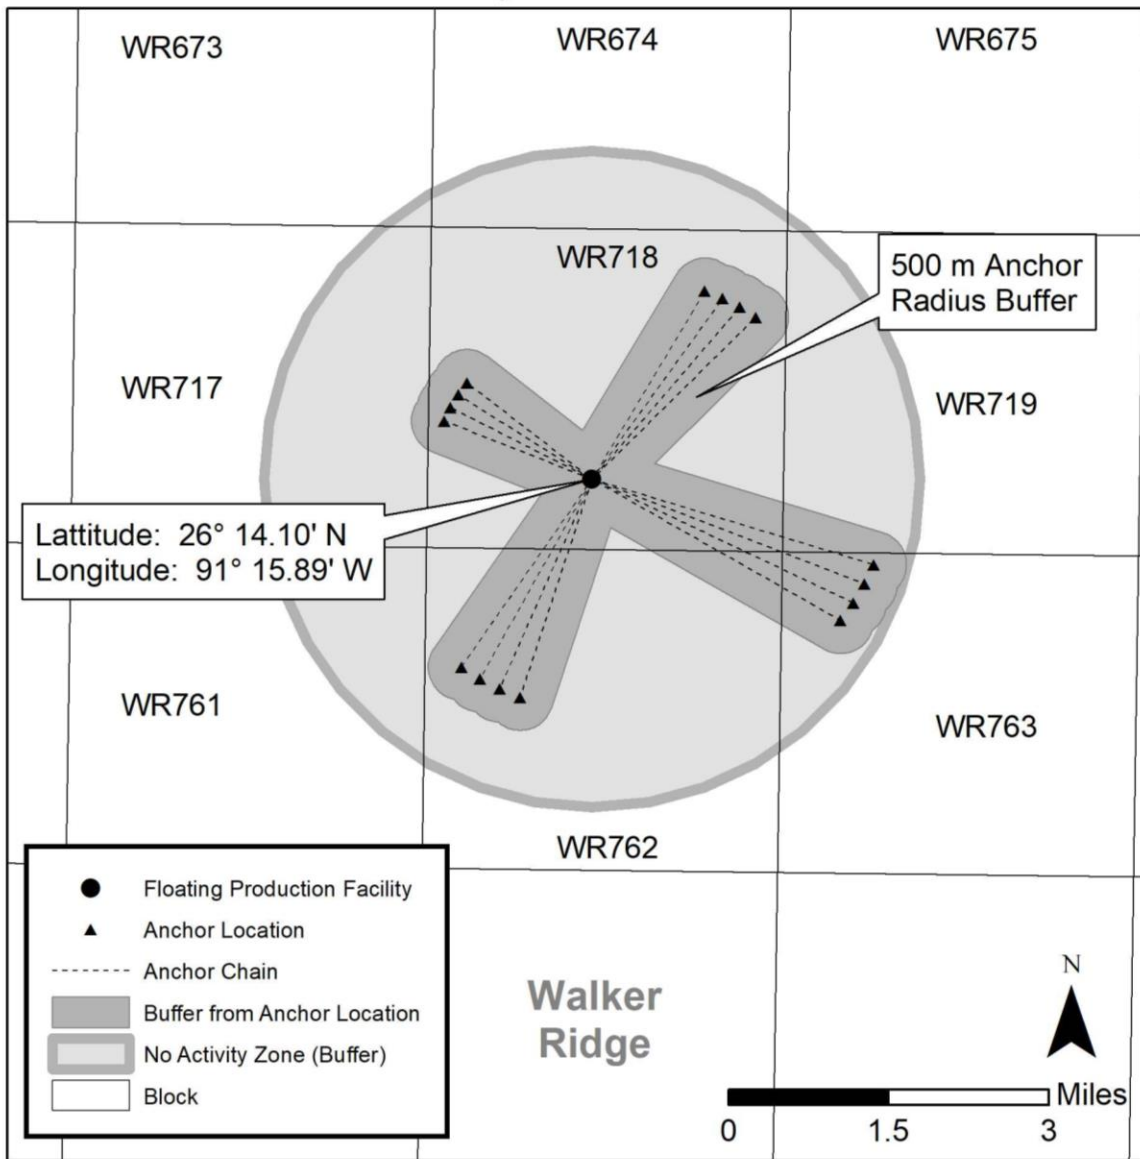 WR673
WR674
WR675
WR718
500 m Anchor
Radius Buffer
WR717
WR719
Lattitude:  26° 14.10' N
Longitude:  91° 15.89' W
WR761
WR763
WR762
Floating Production Facility
Anchor Location
Anchor Chain
Buffer from Anchor Location
No Activity Zone (Buffer)
Block
Walker
Ridge
N
Miles
0 1.5 3